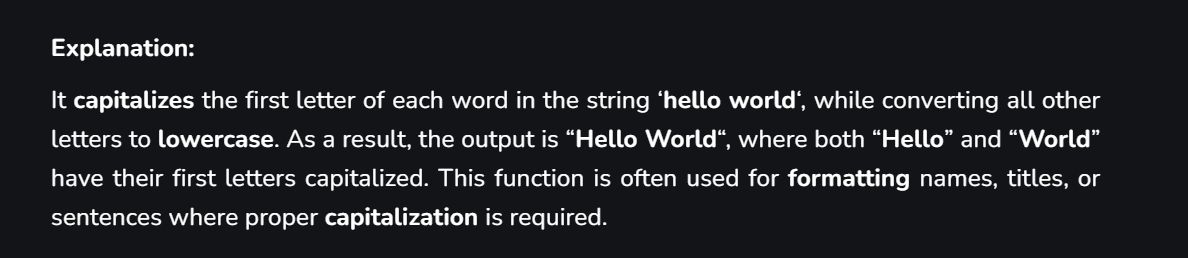 Explanation:
It capitalizes the first letter of each word in the string ‘hello world‘, while converting all other
letters to lowercase. As a result, the output is “Hello World“, where both “Hello” and “World”
have their first letters capitalized. This function is often used for formatting names, titles, or
sentences where proper capitalization is required.